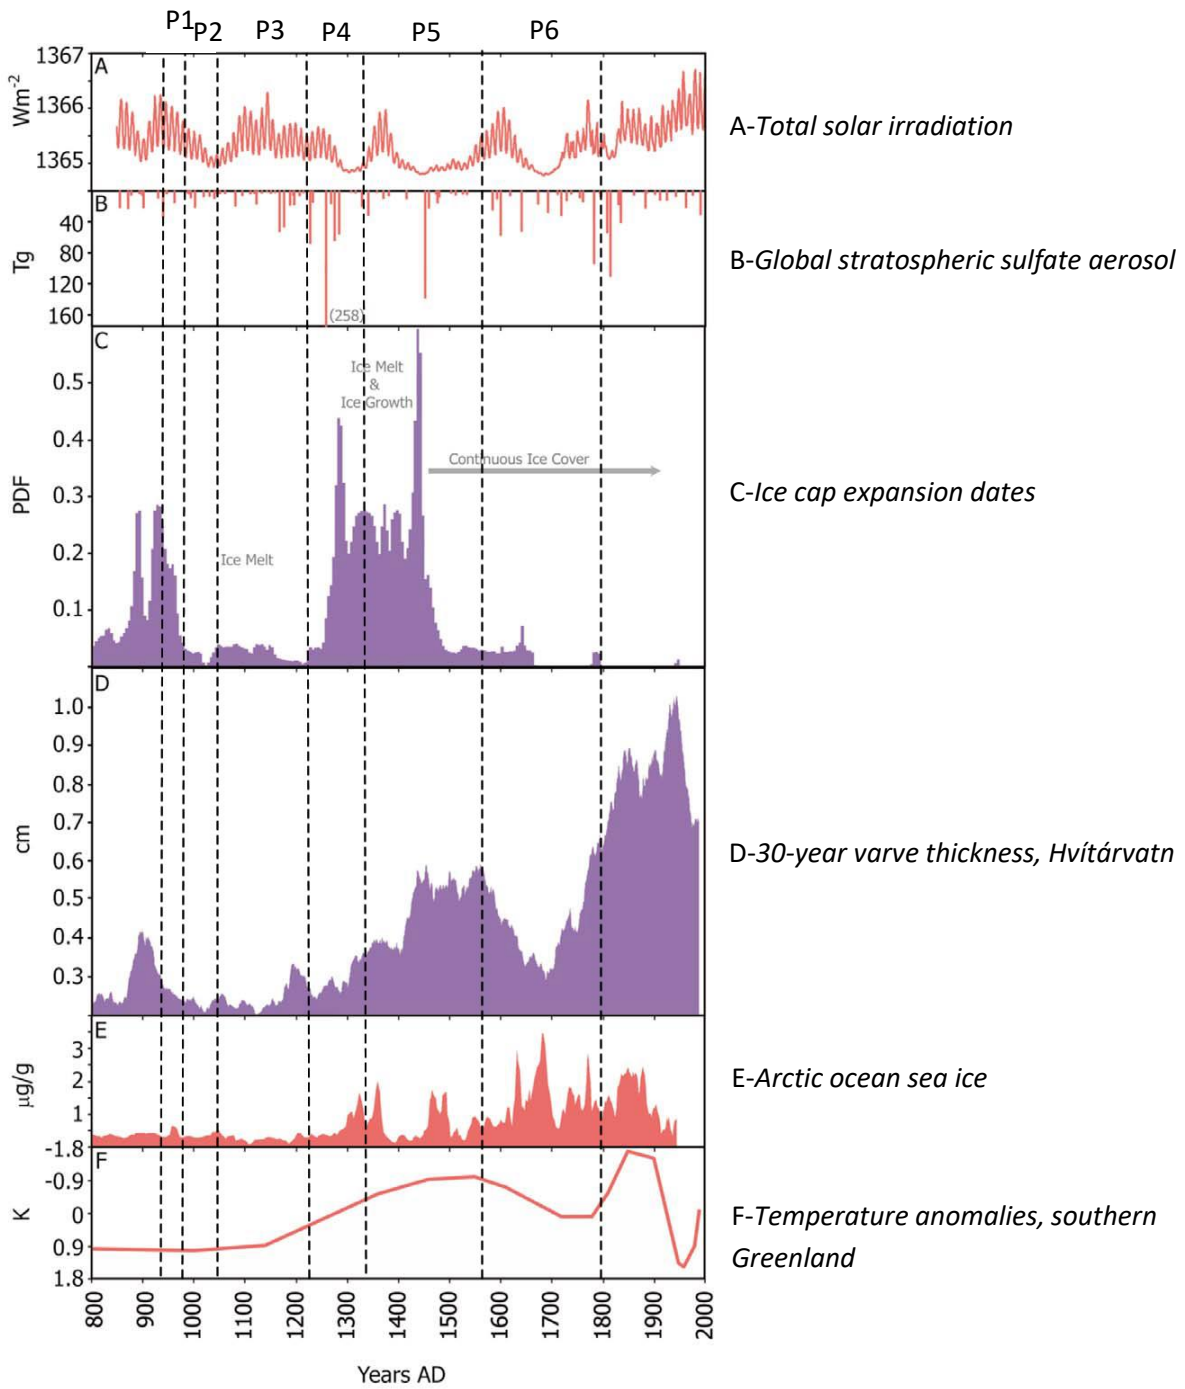 P1 P2 P3 P4 P5 P6
1367
A
1366
1365
Wm-2
A-Total solar irradiation
B
40
80
120
160
Tg
(258)
B-Global stratospheric sulfate aerosol
C
0.5
0.4
0.3
0.2
0.1
PDF
Ice Melt
&
Ice Growth
Continuous Ice Cover
Ice Melt
C-Ice cap expansion dates
D
1.0
0.9
0.8
0.7
0.6
0.5
0.4
0.3
cm
D-30-year varve thickness, Hvítárvatn
E
3
2
1
µg/g
E-Arctic ocean sea ice
-1.8
F
-0.9
0
0.9
1.8
K
F-Temperature anomalies, southern
Greenland
800 900 1000 1100 1200 1300 1400 1500 1600 1700 1800 1900 2000
Years AD